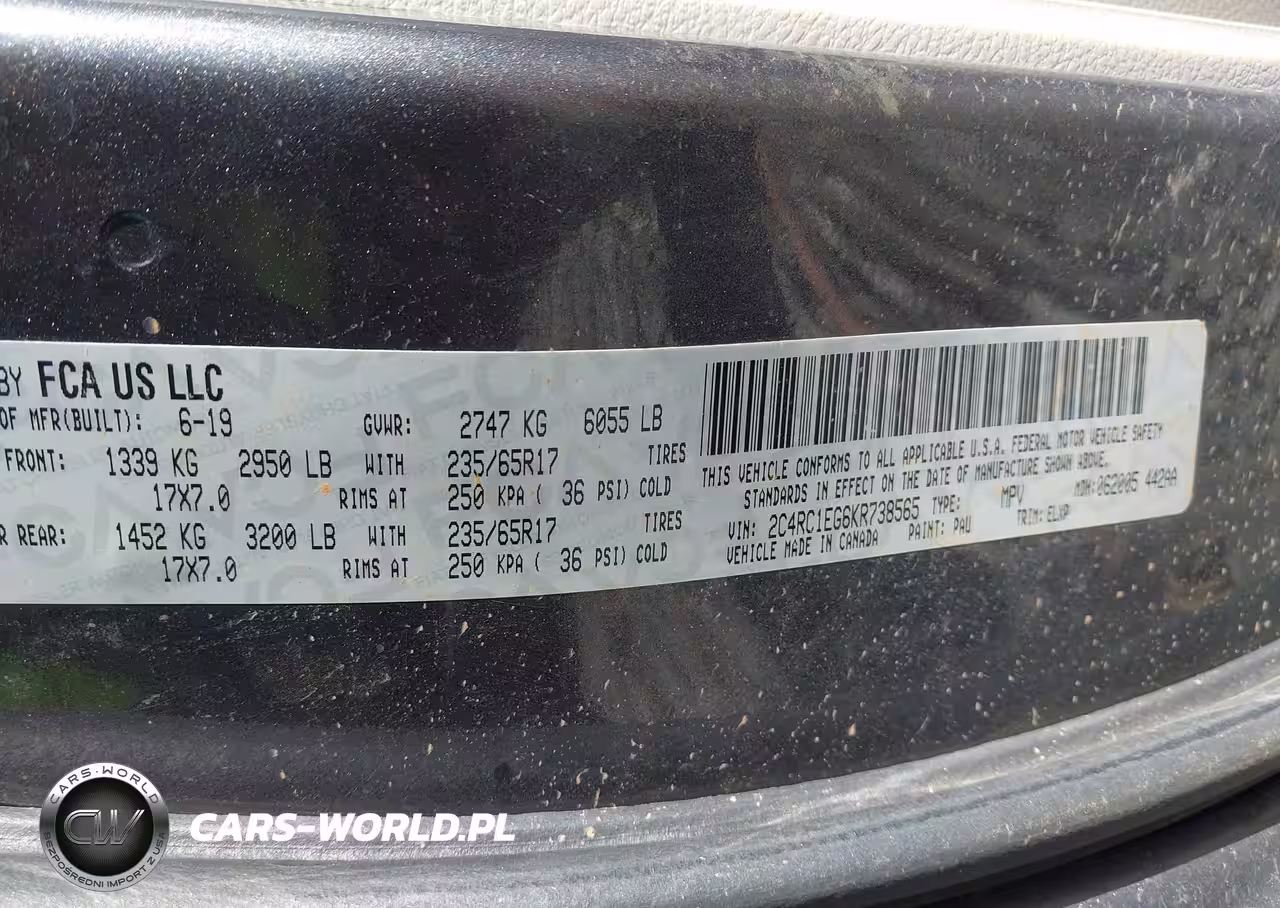 BY FCA US LLC
OF MFR(BUILT): 6-19 GVWR: 2747 KG 6055 LB
FRONT: 1339 KG 2950 LB WITH 235/65R17 TIRES
17X7.0 RIMS AT 250 KPA ( 36 PSI) COLD
R REAR: 1452 KG 3200 LB WITH 235/65R17 TIRES
17X7.0 RIMS AT 250 KPA ( 36 PSI) COLD
THIS VEHICLE CONFORMS TO ALL APPLICABLE U.S.A. FEDERAL MOTOR VEHICLE SAFETY
STANDARDS IN EFFECT ON THE DATE OF MANUFACTURE SHOWN ABOVE.
VIN: 2C4RC1EG6KR738565 TYPE: MPV MDH:062005 442AA
VEHICLE MADE IN CANADA PAINT: PAU TRIM: ELXP
CARS-WORLD
CW
BEZPOŚREDNI IMPORT Z USA
CARS-WORLD.PL